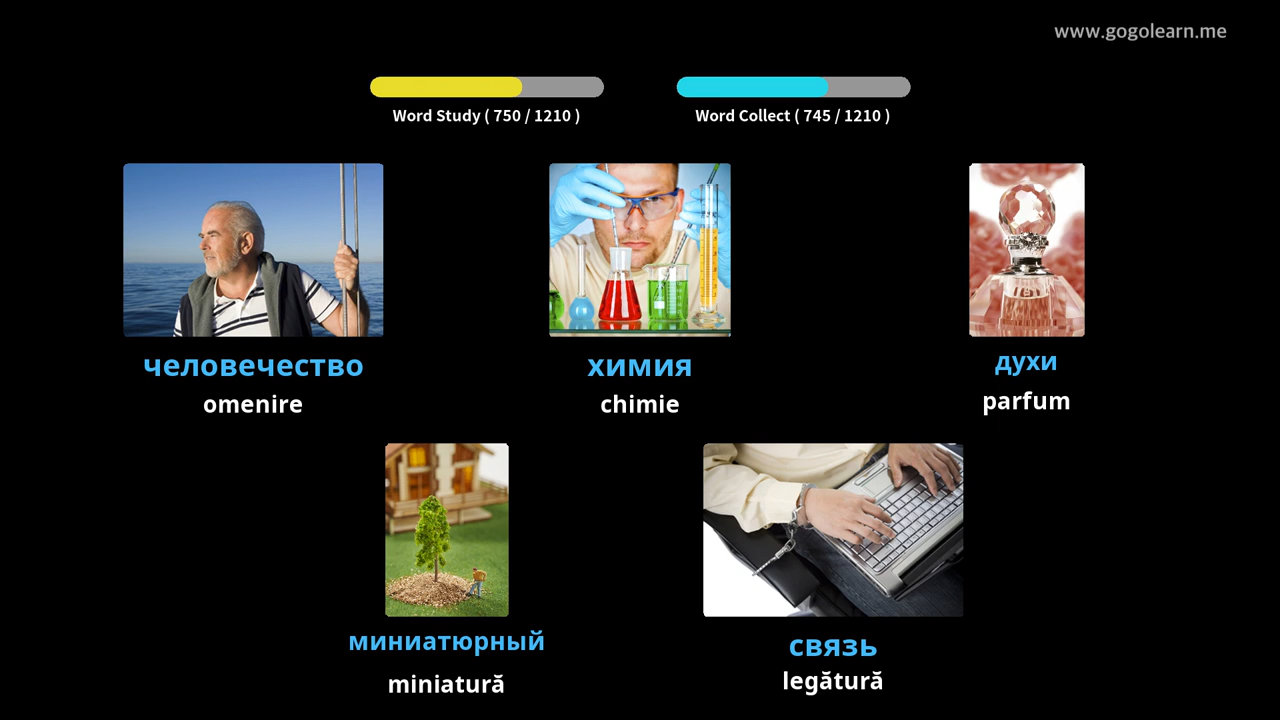 www.gogolearn.me
Word Study ( 750 / 1210 )
Word Collect ( 745 / 1210 )
человечество
omenire
химия
chimie
духи
parfum
миниатюрный
miniatură
связь
legătură